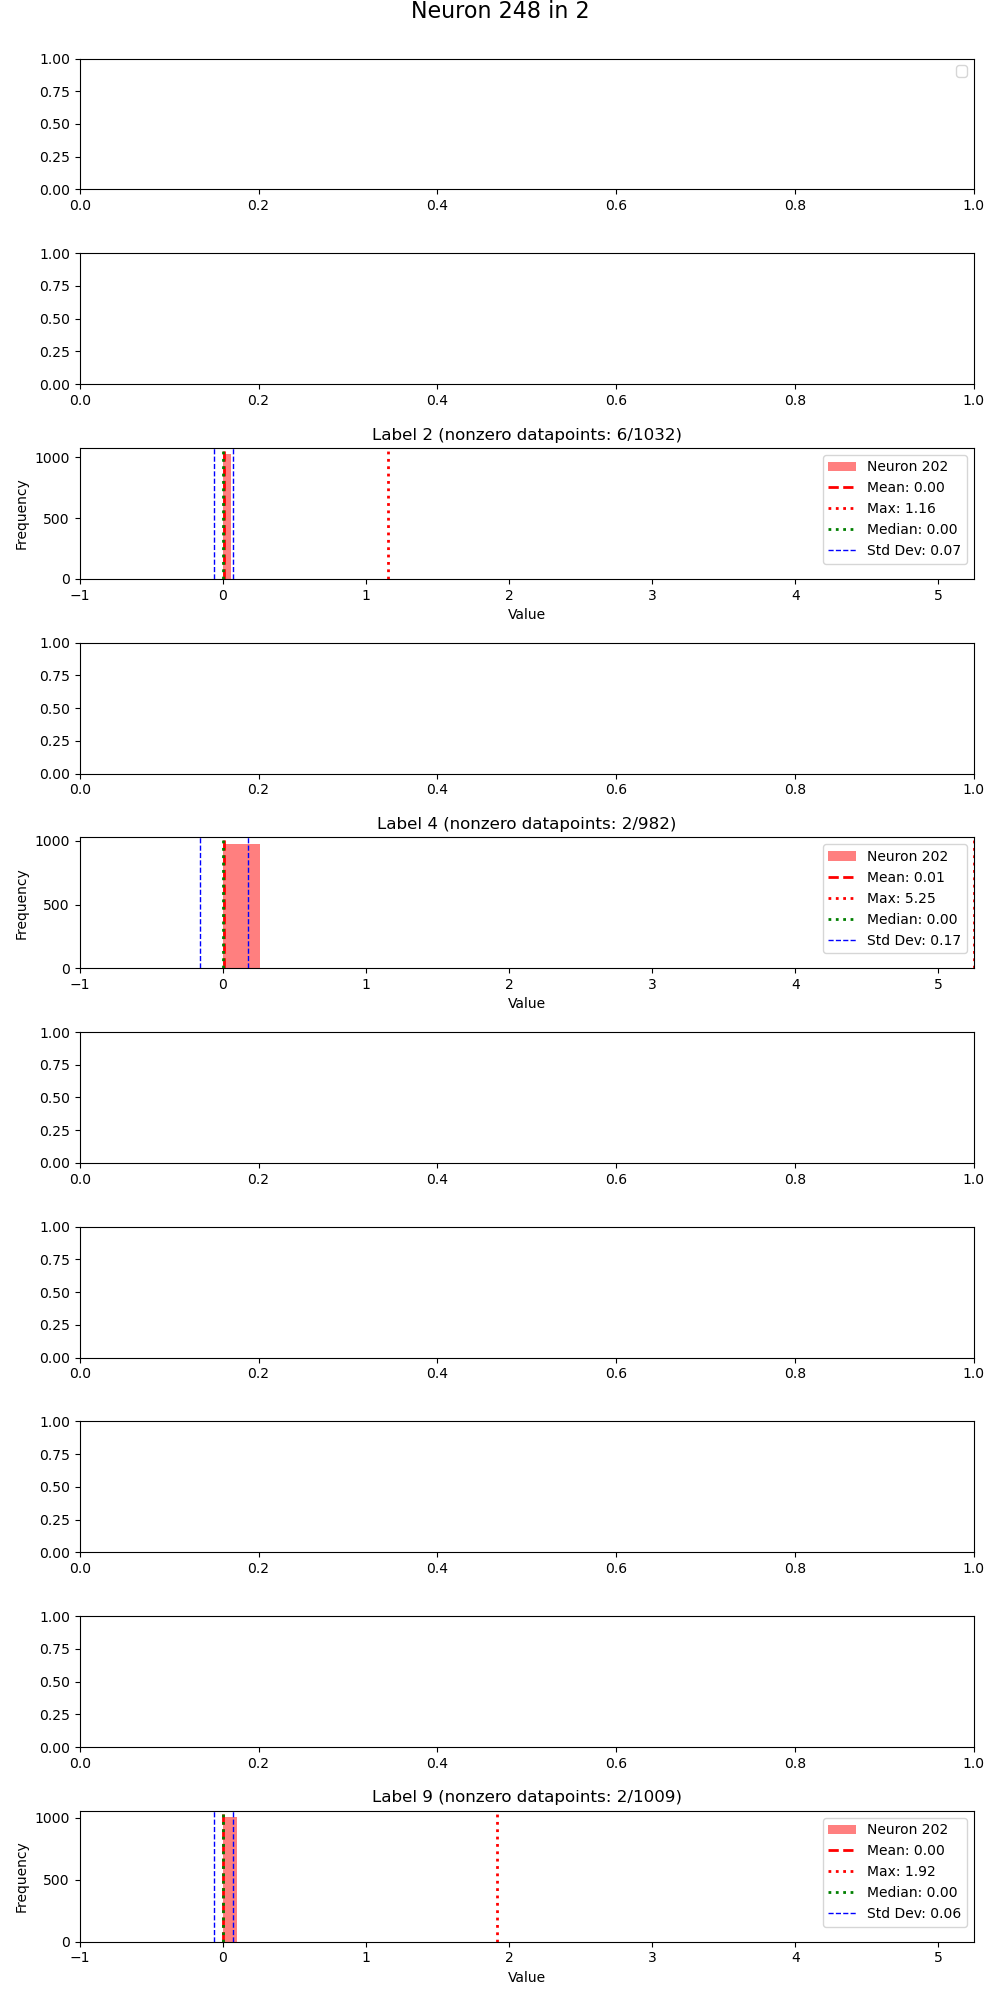 Neuron 248 in 2
1.00
0.75
0.50
0.25
0.00
0.0 0.2 0.4 0.6 0.8 1.0
1.00
0.75
0.50
0.25
0.00
0.0 0.2 0.4 0.6 0.8 1.0
Label 2 (nonzero datapoints: 6/1032)
1000
500
0
Frequency
Neuron 202
Mean: 0.00
Max: 1.16
Median: 0.00
Std Dev: 0.07
−1 0 1 2 3 4 5
Value
1.00
0.75
0.50
0.25
0.00
0.0 0.2 0.4 0.6 0.8 1.0
Label 4 (nonzero datapoints: 2/982)
1000
500
0
Frequency
Neuron 202
Mean: 0.01
Max: 5.25
Median: 0.00
Std Dev: 0.17
−1 0 1 2 3 4 5
Value
1.00
0.75
0.50
0.25
0.00
0.0 0.2 0.4 0.6 0.8 1.0
1.00
0.75
0.50
0.25
0.00
0.0 0.2 0.4 0.6 0.8 1.0
1.00
0.75
0.50
0.25
0.00
0.0 0.2 0.4 0.6 0.8 1.0
1.00
0.75
0.50
0.25
0.00
0.0 0.2 0.4 0.6 0.8 1.0
Label 9 (nonzero datapoints: 2/1009)
1000
500
0
Frequency
Neuron 202
Mean: 0.00
Max: 1.92
Median: 0.00
Std Dev: 0.06
−1 0 1 2 3 4 5
Value